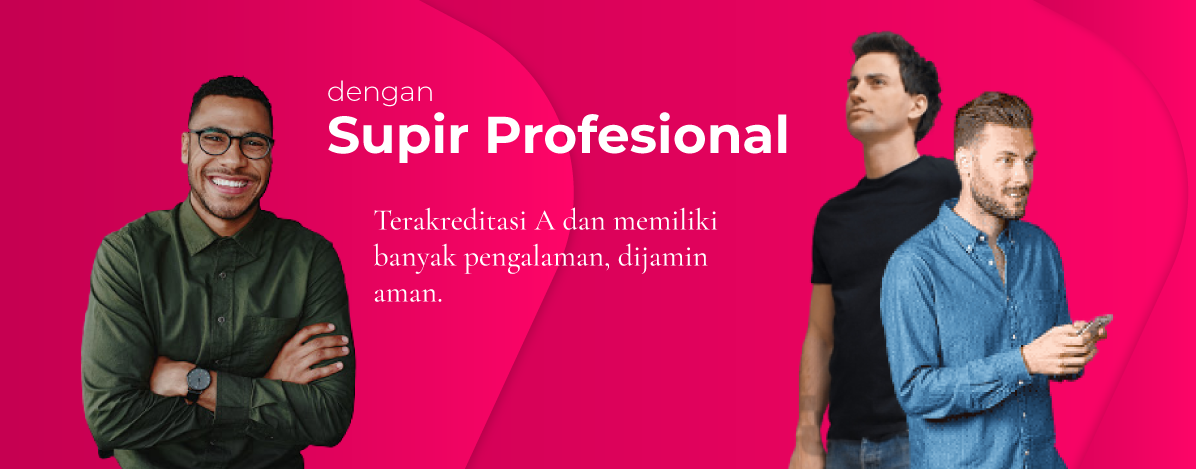 dengan
Supir Profesional
Terakreditasi A dan memiliki
banyak pengalaman, dijamin
aman.